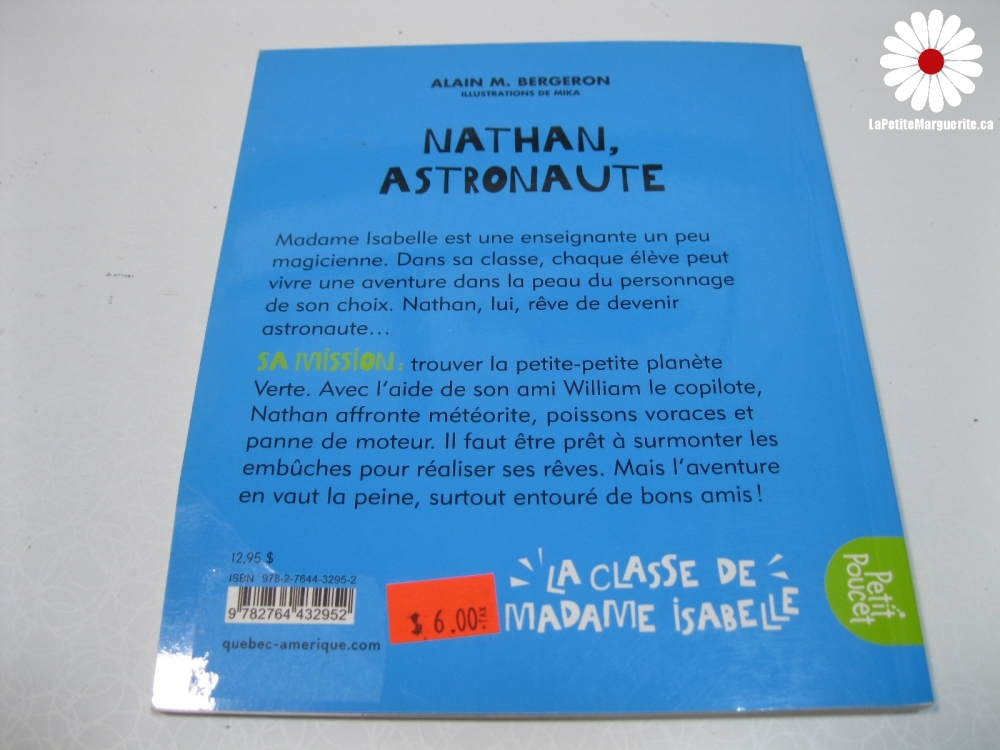 LaPetiteMarguerite.ca
ALAIN M. BERGERON
ILLUSTRATIONS DE MIKA
NATHAN,
ASTRONAUTE
Madame Isabelle est une enseignante un peu
magicienne. Dans sa classe, chaque élève peut
vivre une aventure dans la peau du personnage
de son choix. Nathan, lui, rêve de devenir
astronaute...
SA MISSION : trouver la petite-petite planète
Verte. Avec l'aide de son ami William le copilote,
Nathan affronte météorite, poissons voraces et
panne de moteur. Il faut être prêt à surmonter les
embûches pour réaliser ses rêves. Mais l'aventure
en vaut la peine, surtout entouré de bons amis !
12,95 $
ISBN 978-2-7644-3295-2
9 782764 432952
quebec-amerique.com
$ 6.00 +TAX
LA CLASSE DE
MADAME ISABELLE
Petit
Poucet